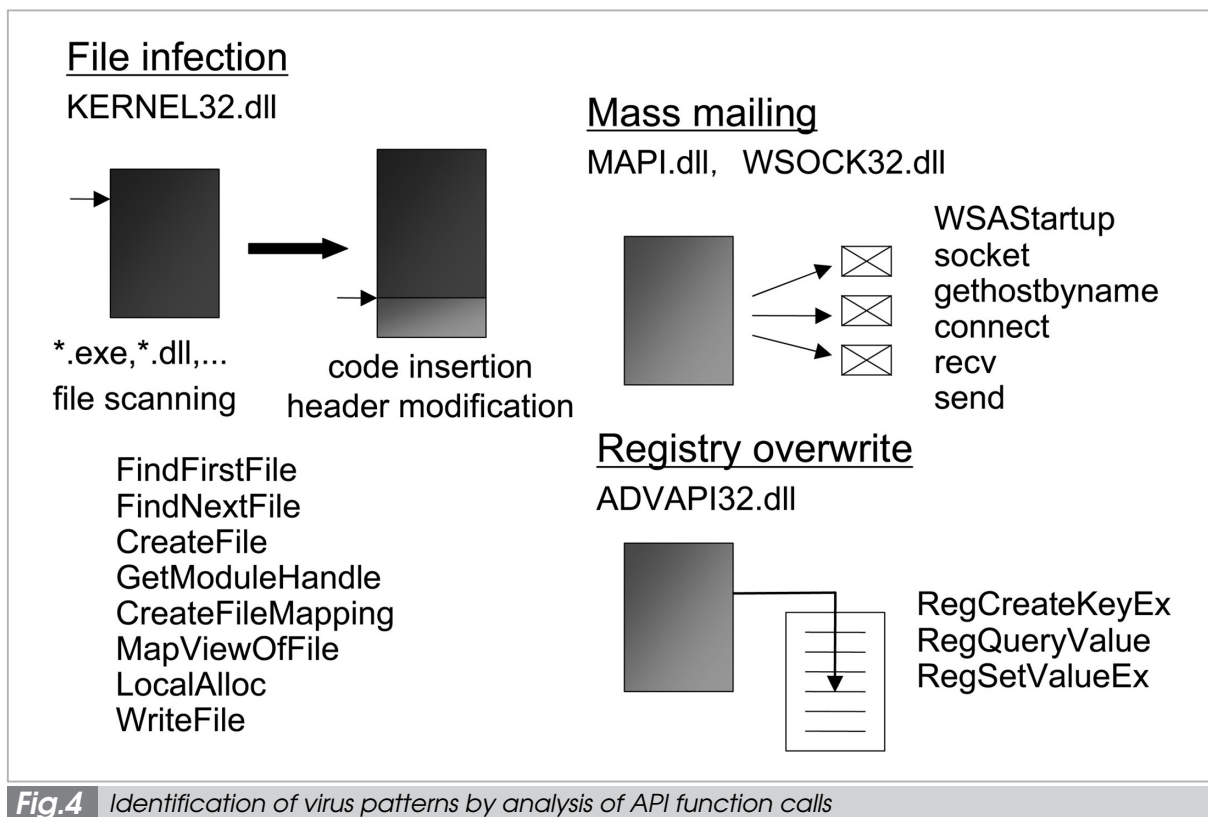 File infection
KERNEL32.dll
*.exe,*.dll,...
file scanning
code insertion
header modification
FindFirstFile
FindNextFile
CreateFile
GetModuleHandle
CreateFileMapping
MapViewOfFile
LocalAlloc
WriteFile
Mass mailing
MAPI.dll, WSOCK32.dll
WSAStartup
socket
gethostbyname
connect
recv
send
Registry overwrite
ADVAPI32.dll
RegCreateKeyEx
RegQueryValue
RegSetValueEx
Fig.4 Identification of virus patterns by analysis of API function calls